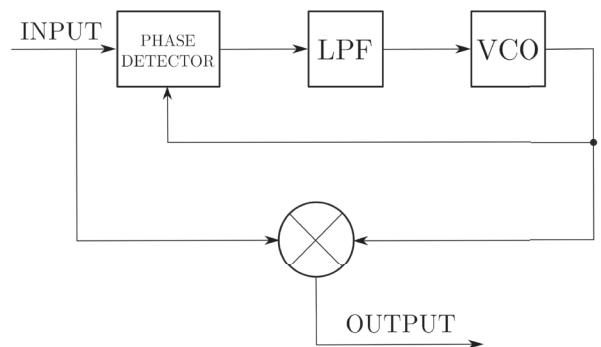 INPUT
PHASE
DETECTOR
LPF
VCO
OUTPUT